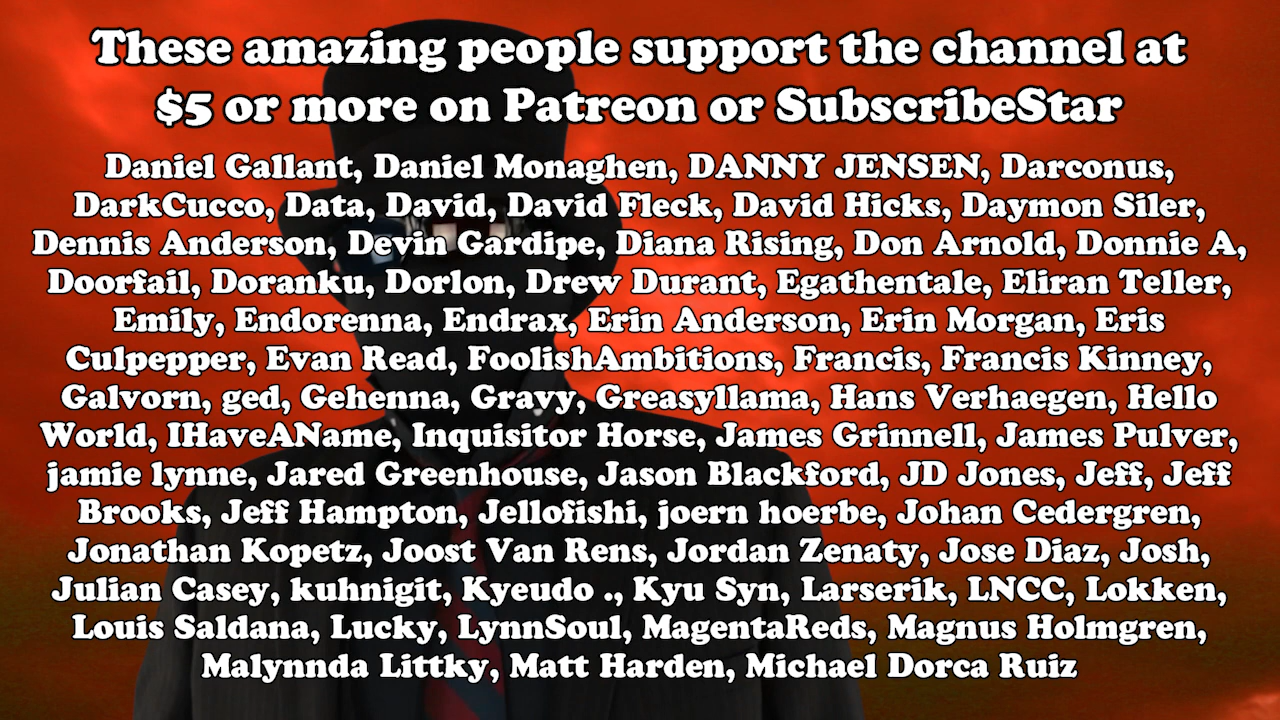 These amazing people support the channel at
$5 or more on Patreon or SubscribeStar
Daniel Gallant, Daniel Monaghen, DANNY JENSEN, Darconus,
DarkCucco, Data, David, David Fleck, David Hicks, Daymon Siler,
Dennis Anderson, Devin Gardipe, Diana Rising, Don Arnold, Donnie A,
Doorfail, Doranku, Dorlon, Drew Durant, Egathentale, Eliran Teller,
Emily, Endorenna, Endrax, Erin Anderson, Erin Morgan, Eris
Culpepper, Evan Read, FoolishAmbitions, Francis, Francis Kinney,
Galvorn, ged, Gehenna, Gravy, Greasyllama, Hans Verhaegen, Hello
World, IHaveAName, Inquisitor Horse, James Grinnell, James Pulver,
jamie lynne, Jared Greenhouse, Jason Blackford, JD Jones, Jeff, Jeff
Brooks, Jeff Hampton, Jellofishi, joern hoerbe, Johan Cedergren,
Jonathan Kopetz, Joost Van Rens, Jordan Zenaty, Jose Diaz, Josh,
Julian Casey, kuhnigit, Kyeudo ., Kyu Syn, Larserik, LNCC, Lokken,
Louis Saldana, Lucky, LynnSoul, MagentaReds, Magnus Holmgren,
Malynnda Littky, Matt Harden, Michael Dorca Ruiz